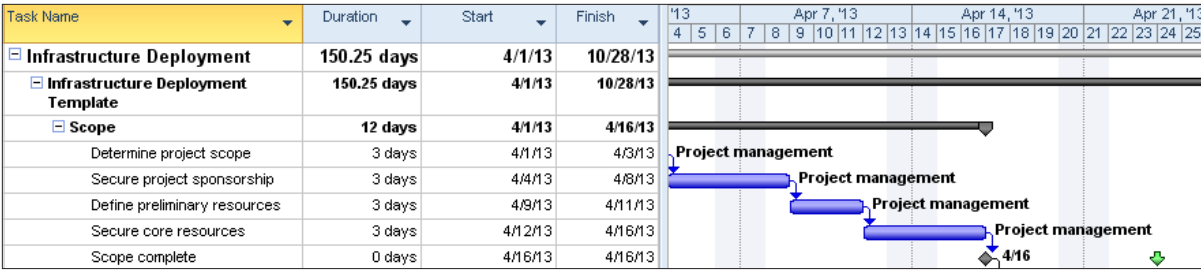 Task Name Duration Start Finish '13 Apr 7, '13 Apr 14, '13 Apr 21, '13
4 5 6 7 8 9 10 11 12 13 14 15 16 17 18 19 20 21 22 23 24 25
Infrastructure Deployment 150.25 days 4/1/13 10/28/13
Infrastructure Deployment 150.25 days 4/1/13 10/28/13
Template
Scope 12 days 4/1/13 4/16/13
Determine project scope 3 days 4/1/13 4/3/13 Project management
Secure project sponsorship 3 days 4/4/13 4/8/13 Project management
Define preliminary resources 3 days 4/9/13 4/11/13 Project management
Secure core resources 3 days 4/12/13 4/16/13 Project management
Scope complete 0 days 4/16/13 4/16/13 4/16